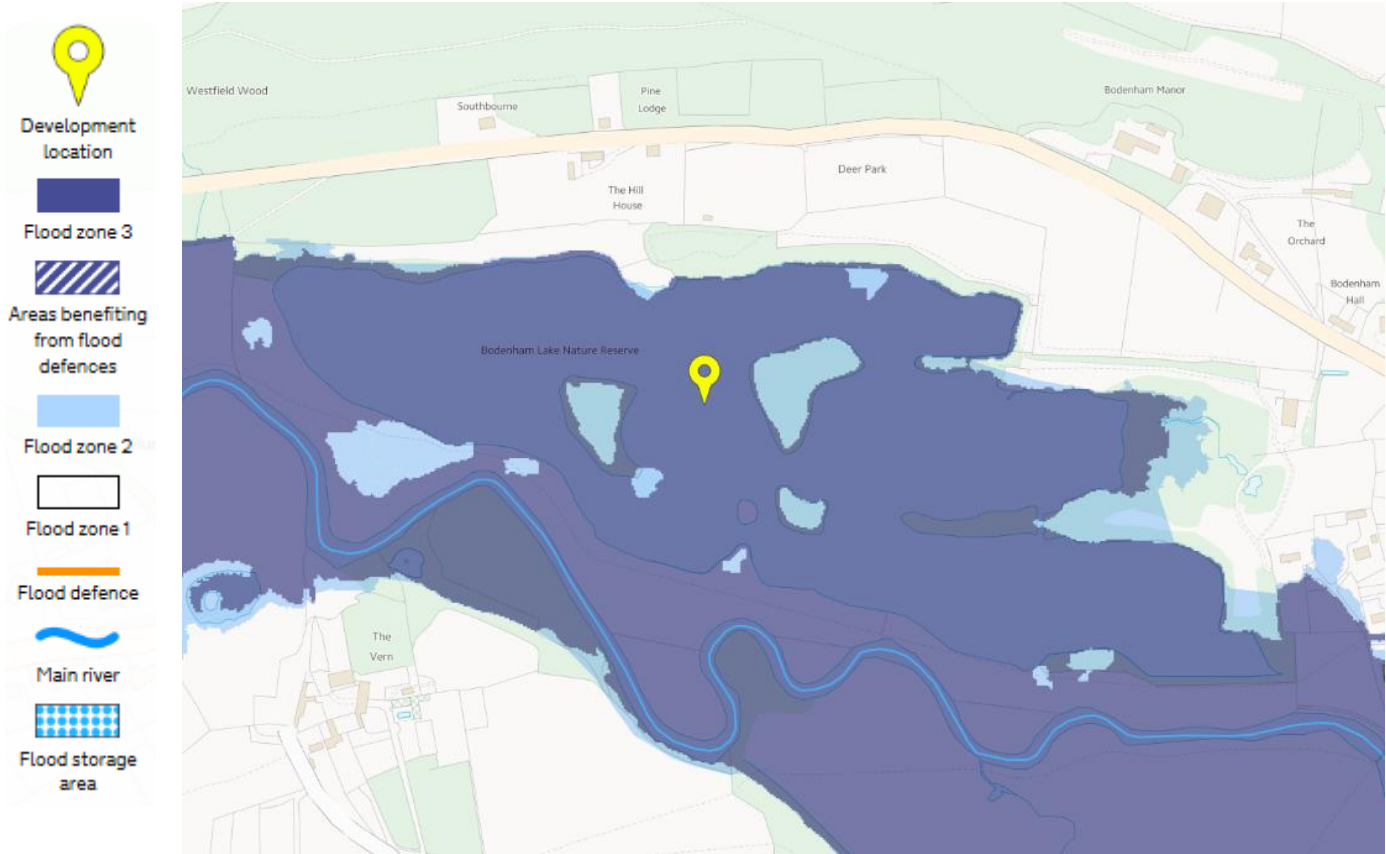 Development
location
Flood zone 3
Areas benefiting
from flood
defences
Flood zone 2
Flood zone 1
Flood defence
Main river
Flood storage
area
Westfield Wood
Southbourne
Pine
Lodge
Bodenham Manor
Deer Park
The Hill
House
The
Orchard
Bodenham
Hall
Bodenham Lake Nature Reserve
The
Vern